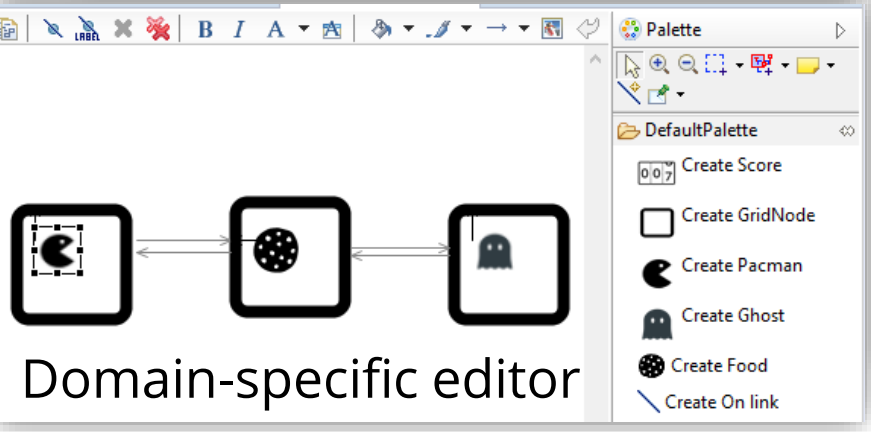 LABEL
B I A A
Palette
DefaultPalette
007
Create Score
Create GridNode
Create Pacman
Create Ghost
Create Food
Create On link
Domain-specific editor